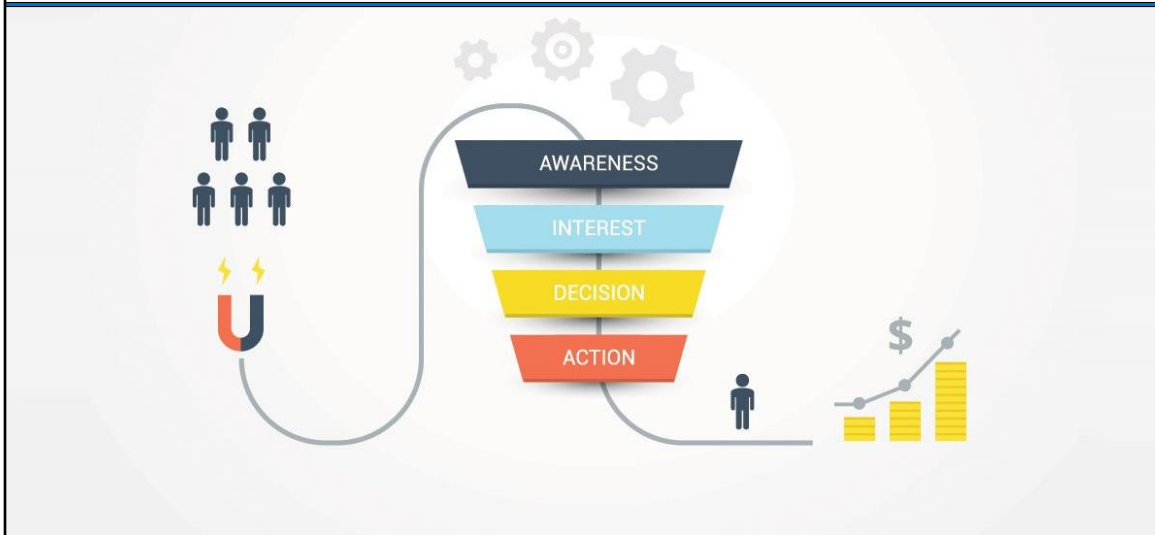 AWARENESS
INTEREST
DECISION
ACTION
$